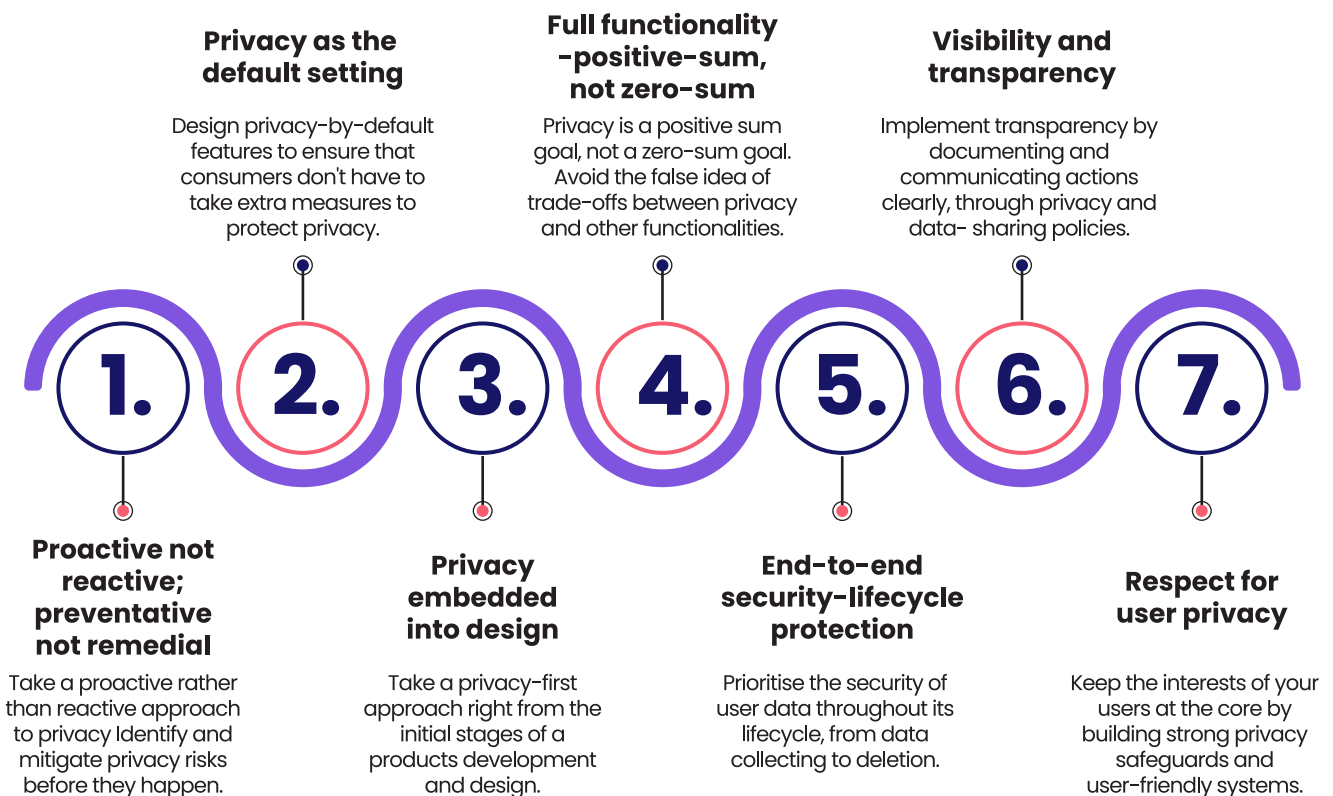 1.
Proactive not
reactive;
preventative
not remedial
Take a proactive rather
than reactive approach
to privacy Identify and
mitigate privacy risks
before they happen.
2.
Privacy as the
default setting
Design privacy-by-default
features to ensure that
consumers don't have to
take extra measures to
protect privacy.
3.
Privacy
embedded
into design
Take a privacy-first
approach right from the
initial stages of a
products development
and design.
4.
Full functionality
-positive-sum,
not zero-sum
Privacy is a positive sum
goal, not a zero-sum goal.
Avoid the false idea of
trade-offs between privacy
and other functionalities.
5.
End-to-end
security-lifecycle
protection
Prioritise the security of
user data throughout its
lifecycle, from data
collecting to deletion.
6.
Visibility and
transparency
Implement transparency by
documenting and
communicating actions
clearly, through privacy and
data- sharing policies.
7.
Respect for
user privacy
Keep the interests of your
users at the core by
building strong privacy
safeguards and
user-friendly systems.